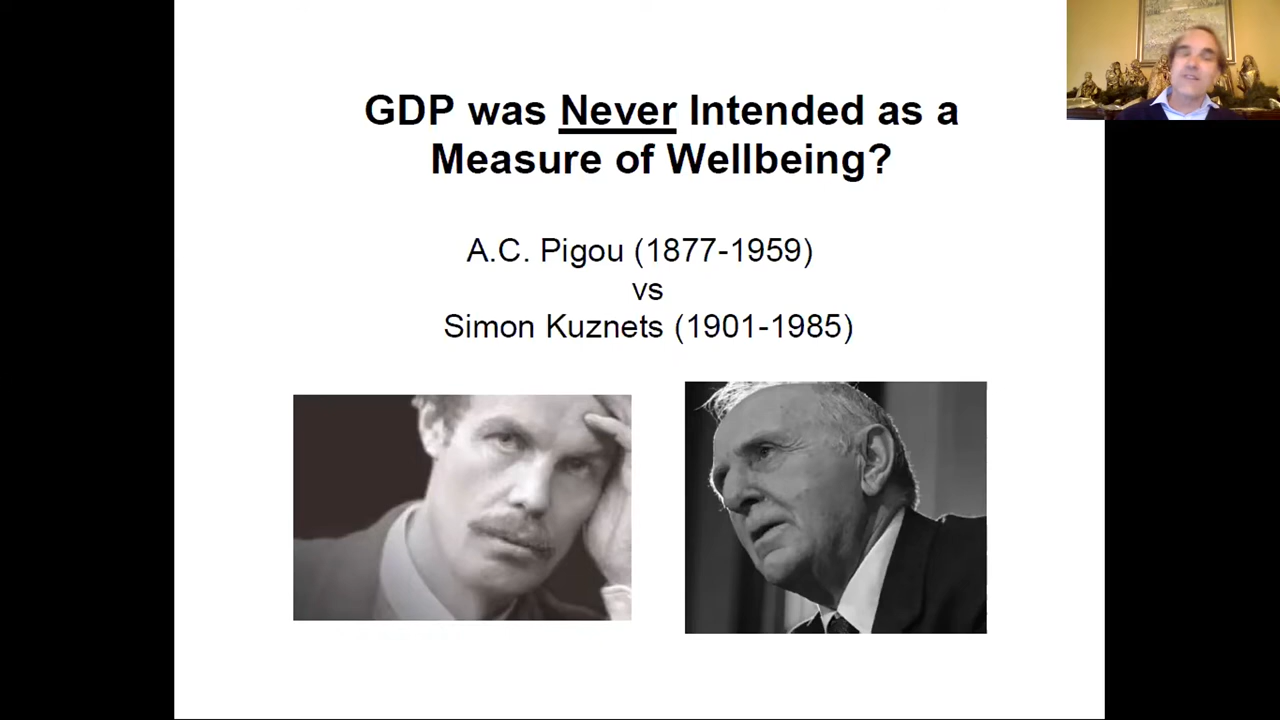 GDP was Never Intended as a
Measure of Wellbeing?
A.C. Pigou (1877-1959)
vs
Simon Kuznets (1901-1985)